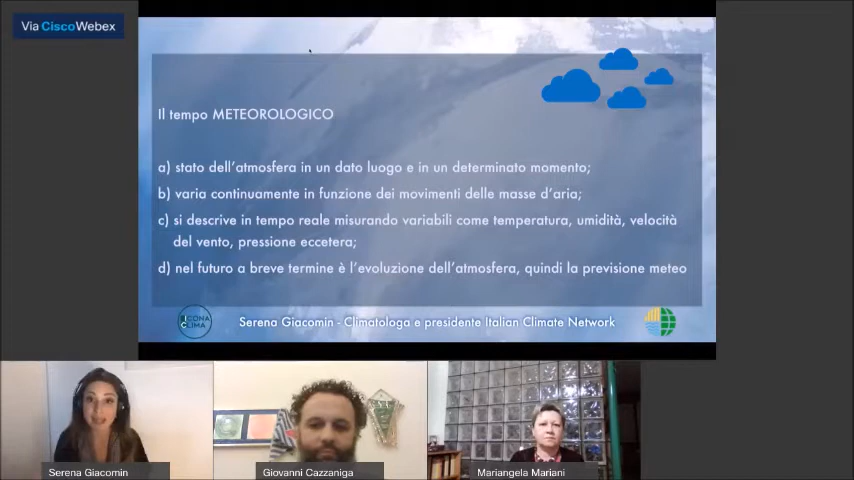 Via CiscoWebex
Il tempo METEOROLOGICO
a) stato dell'atmosfera in un dato luogo e in un determinato momento;
b) varia continuamente in funzione dei movimenti delle masse d'aria;
c) si descrive in tempo reale misurando variabili come temperatura, umidità, velocità
del vento, pressione eccetera;
d) nel futuro a breve termine è l'evoluzione dell'atmosfera, quindi la previsione meteo
ICONA
CLIMA
Serena Giacomin - Climatologa e presidente Italian Climate Network
Serena Giacomin
Giovanni Cazzaniga
Mariangela Mariani